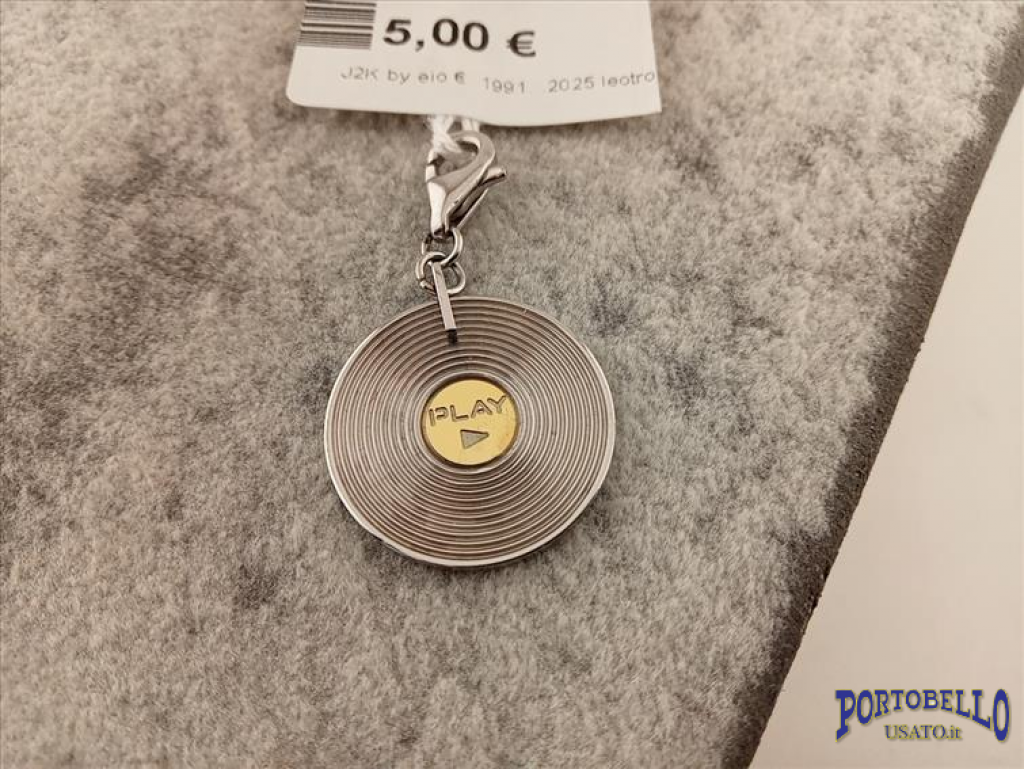 5,00 €
J2K by eio € 1991 2025 leotro
PLAY
PORTOBELLO
USATO.it